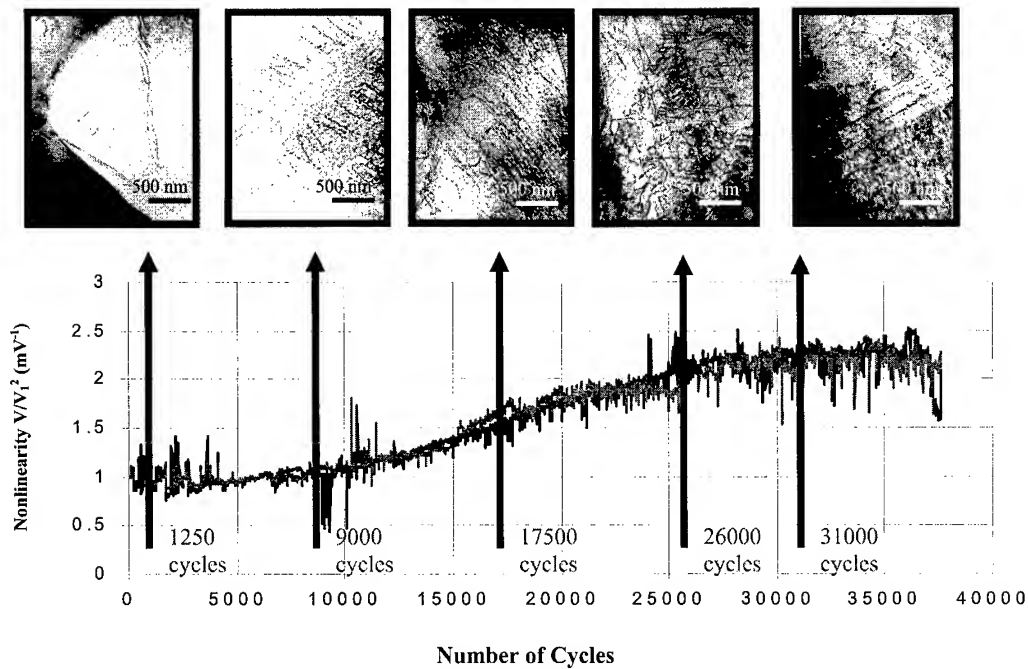 500 nm
500 nm
500 nm
500 nm
nm
3
2.5
2
1.5
1
0.5
0
Nonlinearity V/V₁² (mV⁻¹)
1250 cycles
9000 cycles
17500 cycles
26000 cycles
31000 cycles
0 5000 10000 15000 20000 25000 30000 35000 40000
Number of Cycles